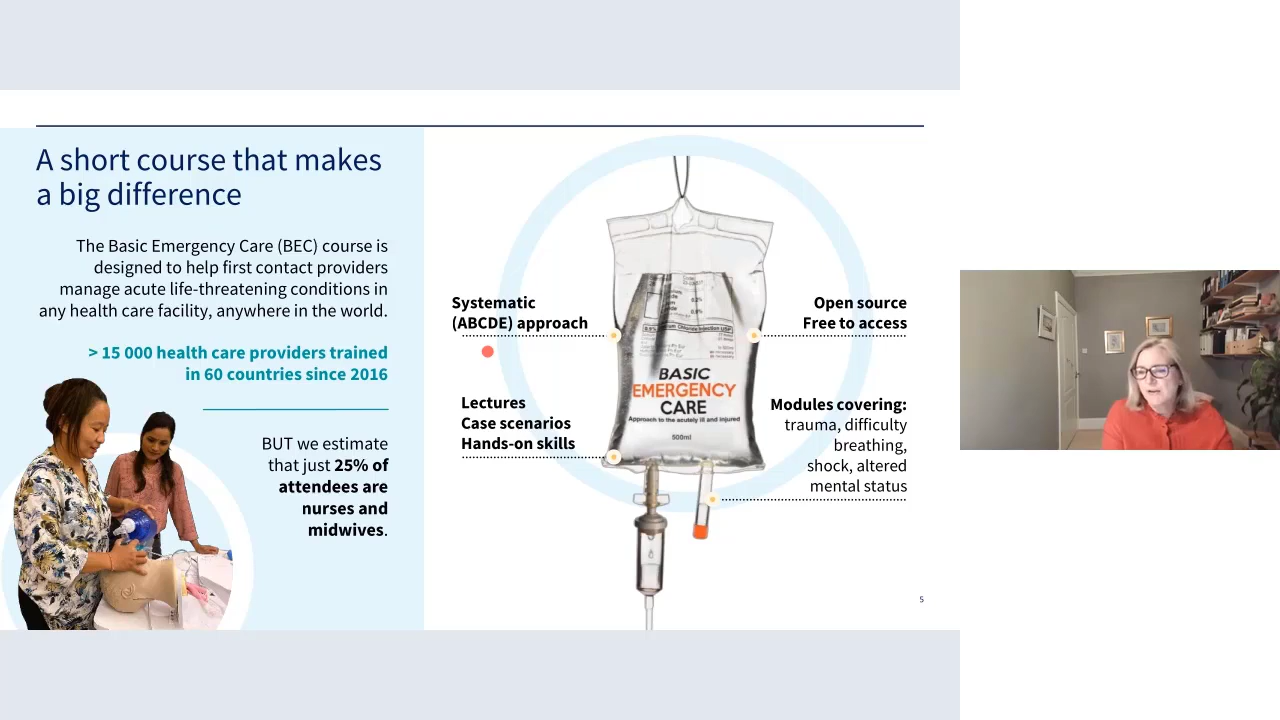 A short course that makes
a big difference
The Basic Emergency Care (BEC) course is
designed to help first contact providers
manage acute life-threatening conditions in
any health care facility, anywhere in the world.
> 15 000 health care providers trained
in 60 countries since 2016
BUT we estimate
that just 25% of
attendees are
nurses and
midwives.
Systematic
(ABCDE) approach
Lectures
Case scenarios
Hands-on skills
BASIC
EMERGENCY
CARE
Approach to the acutely ill and injured
500ml
Open source
Free to access
Modules covering:
trauma, difficulty
breathing,
shock, altered
mental status
5